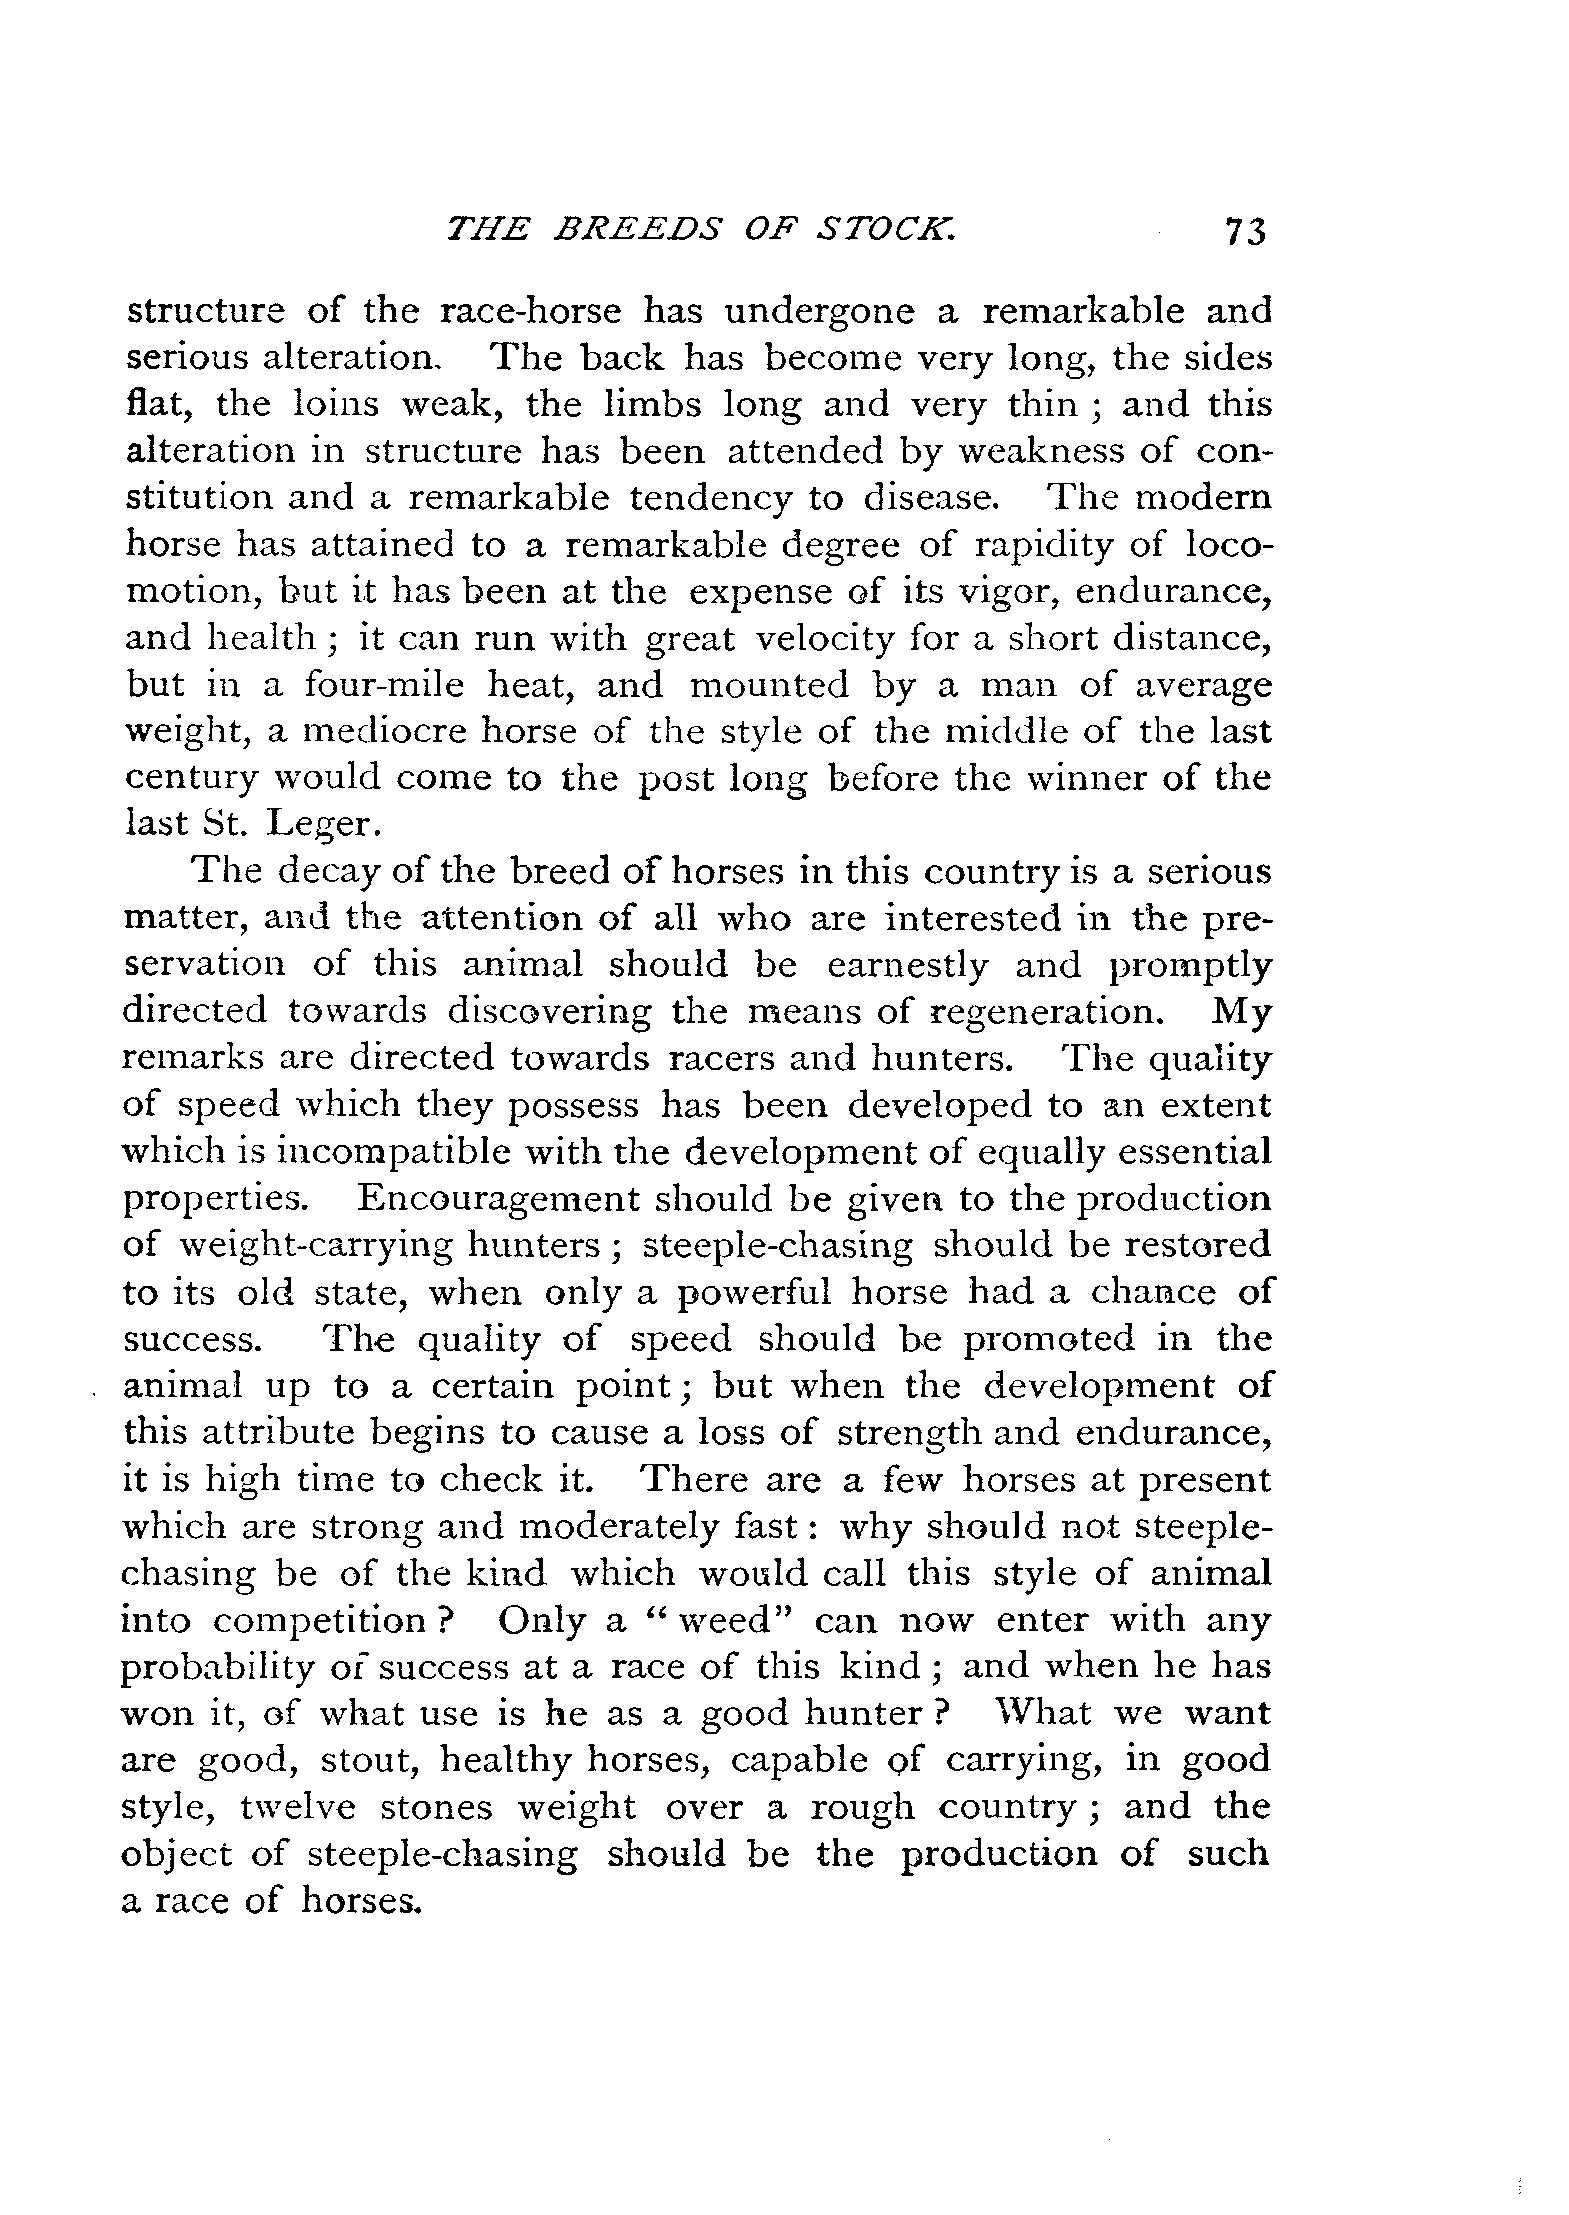 THE BREEDS OF STOCK. 73
structure of the race-horse has undergone a remarkable and
serious alteration. The back has become very long, the sides
flat, the loins weak, the limbs long and very thin ; and this
alteration in structure has been attended by weakness of con-
stitution and a remarkable tendency to disease. The modern
horse has attained to a remarkable degree of rapidity of loco-
motion, but it has been at the expense of its vigor, endurance,
and health ; it can run with great velocity for a short distance,
but in a four-mile heat, and mounted by a man of average
weight, a mediocre horse of the style of the middle of the last
century would come to the post long before the winner of the
last St. Leger.
The decay of the breed of horses in this country is a serious
matter, and the attention of all who are interested in the pre-
servation of this animal should be earnestly and promptly
directed towards discovering the means of regeneration. My
remarks are directed towards racers and hunters. The quality
of speed which they possess has been developed to an extent
which is incompatible with the development of equally essential
properties. Encouragement should be given to the production
of weight-carrying hunters ; steeple-chasing should be restored
to its old state, when only a powerful horse had a chance of
success. The quality of speed should be promoted in the
animal up to a certain point ; but when the development of
this attribute begins to cause a loss of strength and endurance,
it is high time to check it. There are a few horses at present
which are strong and moderately fast : why should not steeple-
chasing be of the kind which would call this style of animal
into competition ? Only a “ weed” can now enter with any
probability of success at a race of this kind ; and when he has
won it, of what use is he as a good hunter ? What we want
are good, stout, healthy horses, capable of carrying, in good
style, twelve stones weight over a rough country ; and the
object of steeple-chasing should be the production of such
a race of horses.